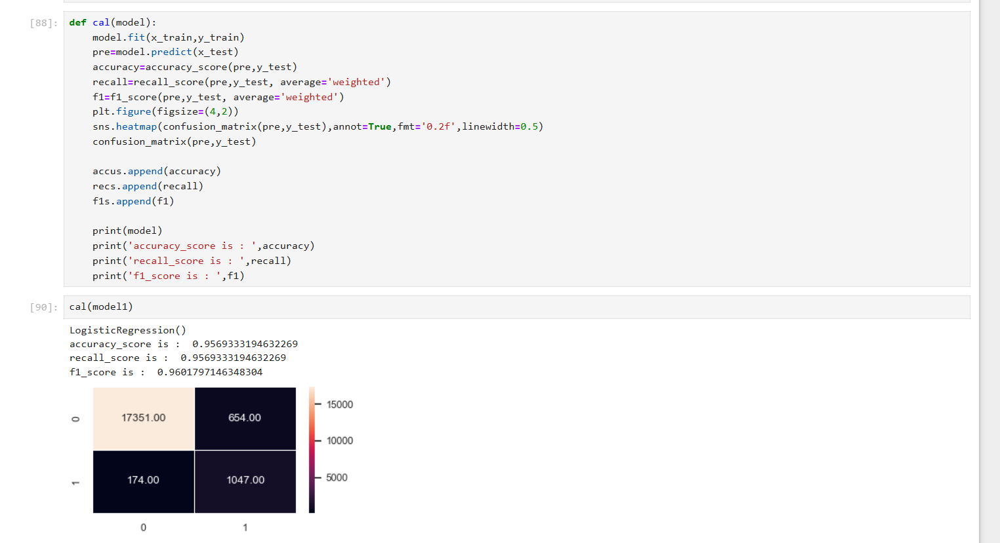 [88]: def cal(model):
    model.fit(x_train,y_train)
    pre=model.predict(x_test)
    accuracy=accuracy_score(pre,y_test)
    recall=recall_score(pre,y_test, average='weighted')
    f1=f1_score(pre,y_test, average='weighted')
    plt.figure(figsize=(4,2))
    sns.heatmap(confusion_matrix(pre,y_test),annot=True,fmt='0.2f',linewidth=0.5)
    confusion_matrix(pre,y_test)

    accus.append(accuracy)
    recs.append(recall)
    f1s.append(f1)

    print(model)
    print('accuracy_score is : ',accuracy)
    print('recall_score is : ',recall)
    print('f1_score is : ',f1)
[90]: cal(model1)
LogisticRegression()
accuracy_score is :  0.9569333194632269
recall_score is :  0.9569333194632269
f1_score is :  0.9601797146348304
0 17351.00 654.00
1 174.00 1047.00
0 1
15000
10000
5000